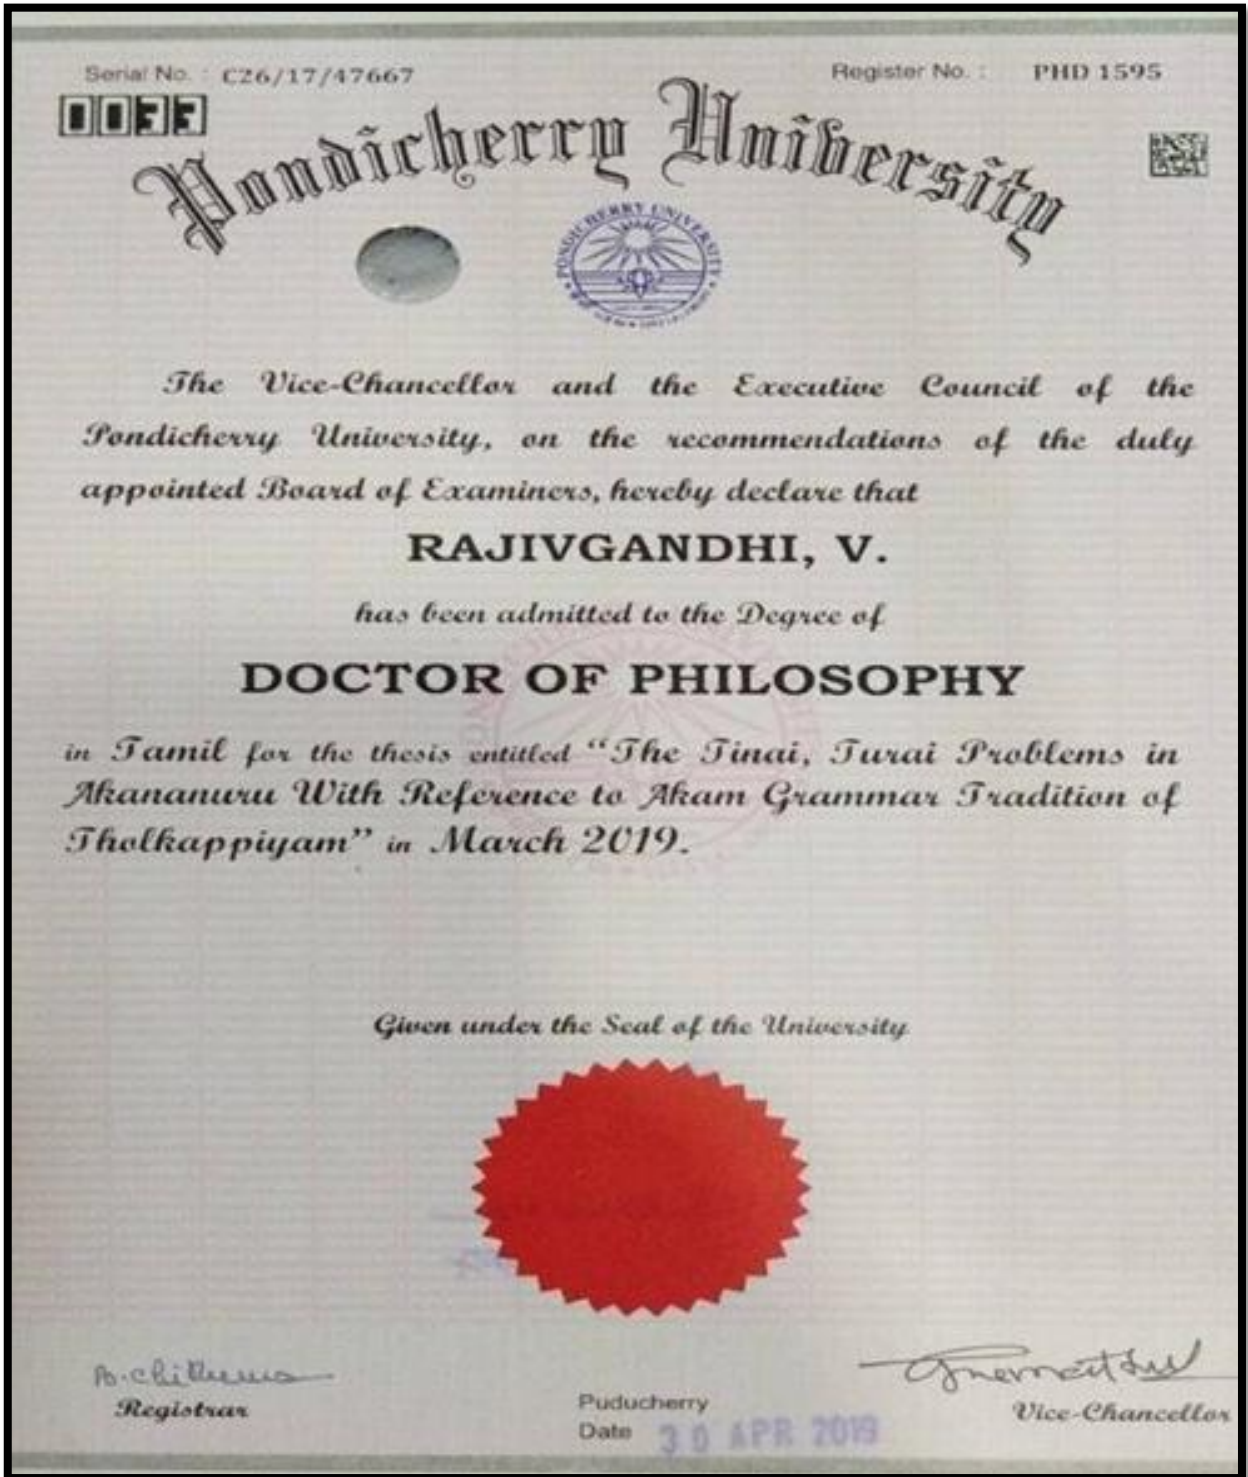 Serial No. : C26/17/47667
Register No. : PHD 1595
0033
Pondicherry University
PONDICHERRY UNIVERSITY
The Vice-Chancellor and the Executive Council of the
Pondicherry University, on the recommendations of the duly
appointed Board of Examiners, hereby declare that
RAJIVGANDHI, V.
has been admitted to the Degree of
DOCTOR OF PHILOSOPHY
in Tamil for the thesis entitled “The Tinai, Turai Problems in
Akananuru With Reference to Akam Grammar Tradition of
Tholkappiyam” in March 2019.
Given under the Seal of the University
Registrar
Puducherry
Date 30 APR 2019
Vice-Chancellor